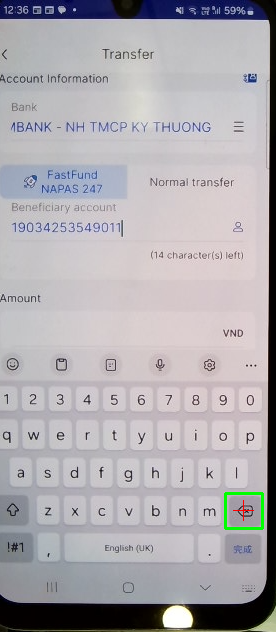 12:36 59%
Transfer
Account Information
Bank
MBANK - NH TMCP KY THUONG
FastFund
NAPAS 247
Normal transfer
Beneficiary account
19034253549011
(14 character(s) left)
Amount
VND
1 2 3 4 5 6 7 8 9 0
q w e r t y u i o p
a s d f g h j k l
z x c v b n m
!#1 , English (UK) . 完成